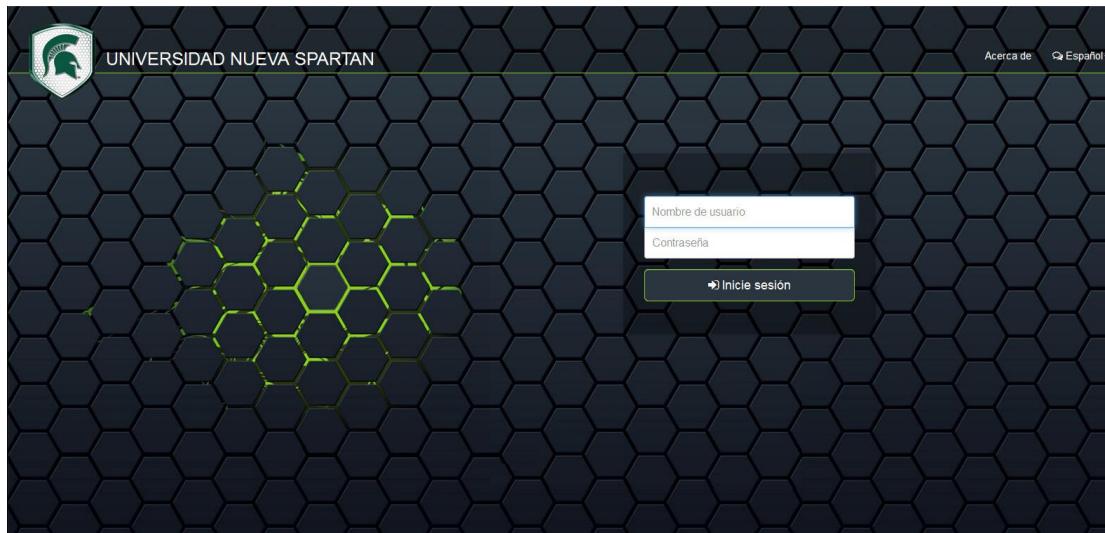 UNIVERSIDAD NUEVA SPARTAN
Acerca de
Español
Nombre de usuario
Contraseña
Inicie sesión